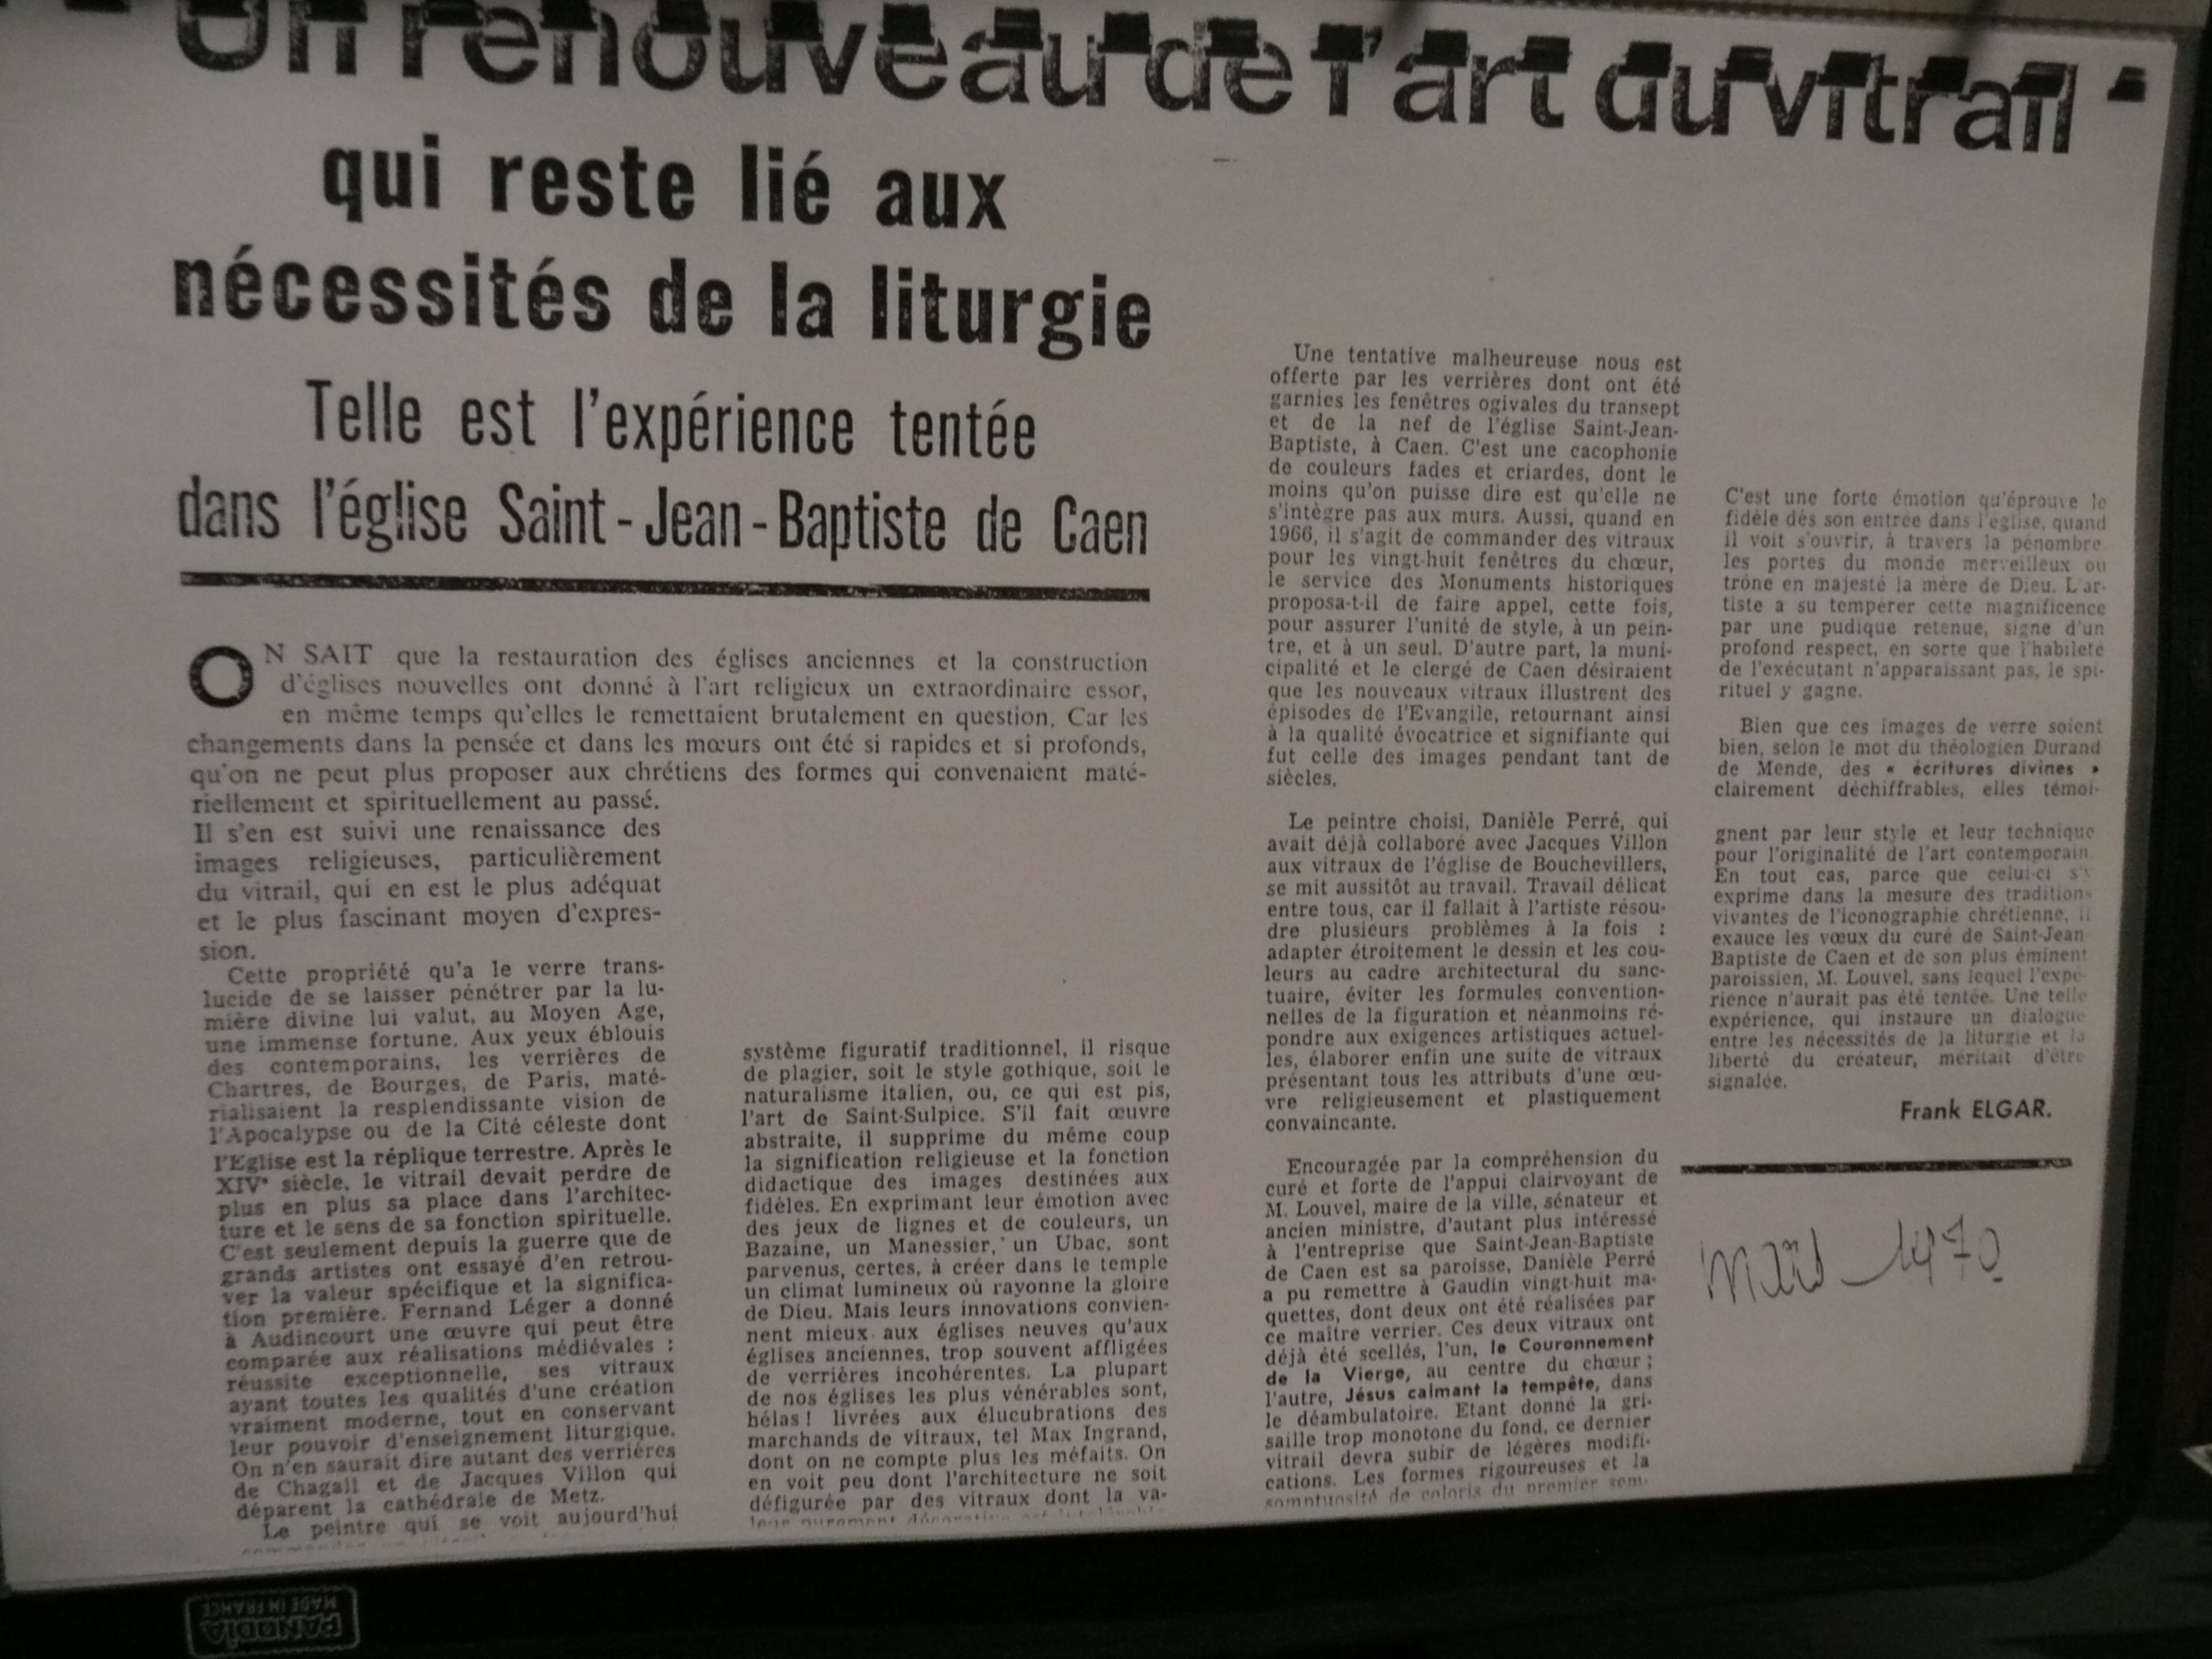 Un renouveau de l'art du vitrail
qui reste lié aux
nécessités de la liturgie
Telle est l'expérience tentée
dans l'église Saint-Jean-Baptiste de Caen
ON SAIT que la restauration des églises anciennes et la construction
d'églises nouvelles ont donné à l'art religieux un extraordinaire essor,
en même temps qu'elles le remettaient brutalement en question. Car les
changements dans la pensée et dans les mœurs ont été si rapides et si profonds,
qu'on ne peut plus proposer aux chrétiens des formes qui convenaient maté-
riellement et spirituellement au passé.
Il s'en est suivi une renaissance des
images religieuses, particulièrement
du vitrail, qui en est le plus adéquat
et le plus fascinant moyen d'expres-
sion.
Cette propriété qu'a le verre trans-
lucide de se laisser pénétrer par la lu-
mière divine lui valut, au Moyen Age,
une immense fortune. Aux yeux éblouis
des contemporains, les verrières de
Chartres, de Bourges, de Paris, maté-
rialisaient la resplendissante vision de
l'Apocalypse ou de la Cité céleste dont
l'Eglise est la réplique terrestre. Après le
XIVe siècle, le vitrail devait perdre de
plus en plus sa place dans l'architec-
ture et le sens de sa fonction spirituelle.
C'est seulement depuis la guerre que de
grands artistes ont essayé d'en retrou-
ver la valeur spécifique et la significa-
tion première. Fernand Léger a donné
à Audincourt une œuvre qui peut être
comparée aux réalisations médiévales :
réussite exceptionnelle, ses vitraux
ayant toutes les qualités d'une création
vraiment moderne, tout en conservant
leur pouvoir d'enseignement liturgique.
On n'en saurait dire autant des verrières
de Chagall et de Jacques Villon qui
déparent la cathédrale de Metz.
Le peintre qui se voit aujourd'hui
système figuratif traditionnel, il risque
de plagier, soit le style gothique, soit le
naturalisme italien, ou, ce qui est pis,
l'art de Saint-Sulpice. S'il fait œuvre
abstraite, il supprime du même coup
la signification religieuse et la fonction
didactique des images destinées aux
fidèles. En exprimant leur émotion avec
des jeux de lignes et de couleurs, un
Bazaine, un Manessier, un Ubac, sont
parvenus, certes, à créer dans le temple
un climat lumineux où rayonne la gloire
de Dieu. Mais leurs innovations convien-
nent mieux aux églises neuves qu'aux
églises anciennes, trop souvent affligées
de verrières incohérentes. La plupart
de nos églises les plus vénérables sont,
hélas ! livrées aux élucubrations des
marchands de vitraux, tel Max Ingrand,
dont on ne compte plus les méfaits. On
en voit peu dont l'architecture ne soit
défigurée par des vitraux dont la va-
leur purement décorative est
Une tentative malheureuse nous est
offerte par les verrières dont ont été
garnies les fenêtres ogivales du transept
et de la nef de l'église Saint-Jean-
Baptiste, à Caen. C'est une cacophonie
de couleurs fades et criardes, dont le
moins qu'on puisse dire est qu'elle ne
s'intègre pas aux murs. Aussi, quand en
1966, il s'agit de commander des vitraux
pour les vingt-huit fenêtres du chœur,
le service des Monuments historiques
proposa-t-il de faire appel, cette fois,
pour assurer l'unité de style, à un pein-
tre, et à un seul. D'autre part, la muni-
cipalité et le clergé de Caen désiraient
que les nouveaux vitraux illustrent des
épisodes de l'Evangile, retournant ainsi
à la qualité évocatrice et signifiante qui
fut celle des images pendant tant de
siècles.
Le peintre choisi, Danièle Perré, qui
avait déjà collaboré avec Jacques Villon
aux vitraux de l'église de Bouchevillers,
se mit aussitôt au travail. Travail délicat
entre tous, car il fallait à l'artiste résou-
dre plusieurs problèmes à la fois :
adapter étroitement le dessin et les cou-
leurs au cadre architectural du sanc-
tuaire, éviter les formules convention-
nelles de la figuration et néanmoins ré-
pondre aux exigences artistiques actuel-
les, élaborer enfin une suite de vitraux
présentant tous les attributs d'une œu-
vre religieusement et plastiquement
convaincante.
Encouragée par la compréhension du
curé et forte de l'appui clairvoyant de
M. Louvel, maire de la ville, sénateur et
ancien ministre, d'autant plus intéressé
à l'entreprise que Saint-Jean-Baptiste
de Caen est sa paroisse, Danièle Perré
a pu remettre à Gaudin vingt-huit ma-
quettes, dont deux ont été réalisées par
ce maître verrier. Ces deux vitraux ont
déjà été scellés, l'un, le Couronnement
de la Vierge, au centre du chœur ;
l'autre, Jésus calmant la tempête, dans
le déambulatoire. Etant donné la gri-
saille trop monotone du fond, ce dernier
vitrail devra subir de légères modifi-
cations. Les formes rigoureuses et la
somptuosité de coloris du premier sem-
C'est une forte émotion qu'éprouve le
fidèle dès son entrée dans l'église, quand
il voit s'ouvrir, à travers la pénombre
les portes du monde merveilleux ou
trône en majesté la mère de Dieu. L'ar-
tiste a su tempérer cette magnificence
par une pudique retenue, signe d'un
profond respect, en sorte que l'habileté
de l'exécutant n'apparaissant pas, le spi-
rituel y gagne.
Bien que ces images de verre soient
bien, selon le mot du théologien Durand
de Mende, des « écritures divines »
clairement déchiffrables, elles témoi-
gnent par leur style et leur technique
pour l'originalité de l'art contemporain.
En tout cas, parce que celui-ci s'y
exprime dans la mesure des traditions
vivantes de l'iconographie chrétienne, il
exauce les vœux du curé de Saint-Jean-
Baptiste de Caen et de son plus éminent
paroissien, M. Louvel, sans lequel l'expé-
rience n'aurait pas été tentée. Une telle
expérience, qui instaure un dialogue
entre les nécessités de la liturgie et la
liberté du créateur, méritait d'être
signalée.
Frank ELGAR.
Mars 1970
PANODIA
MADE IN FRANCE